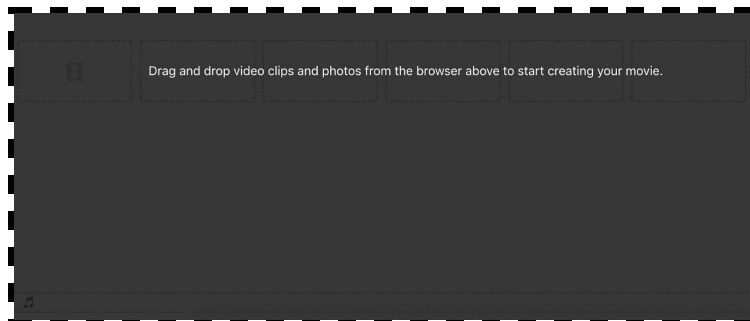 Drag and drop video clips and photos from the browser above to start creating your movie.